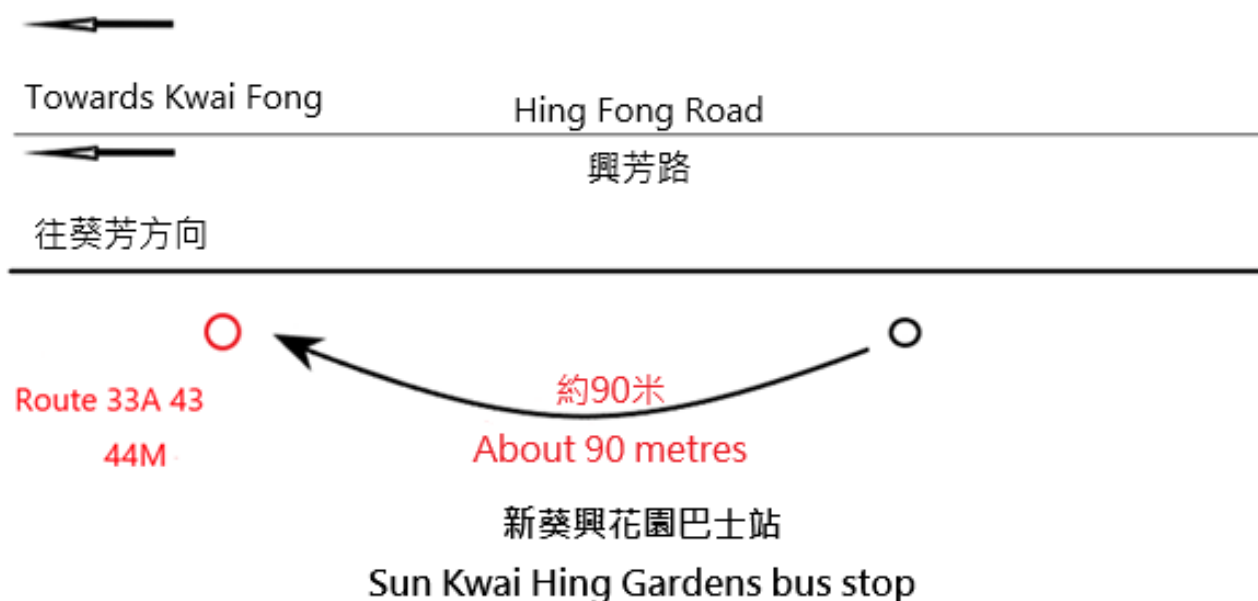 Towards Kwai Fong
Hing Fong Road
興芳路
往葵芳方向
Route 33A 43
44M
約90米
About 90 metres
新葵興花園巴士站
Sun Kwai Hing Gardens bus stop